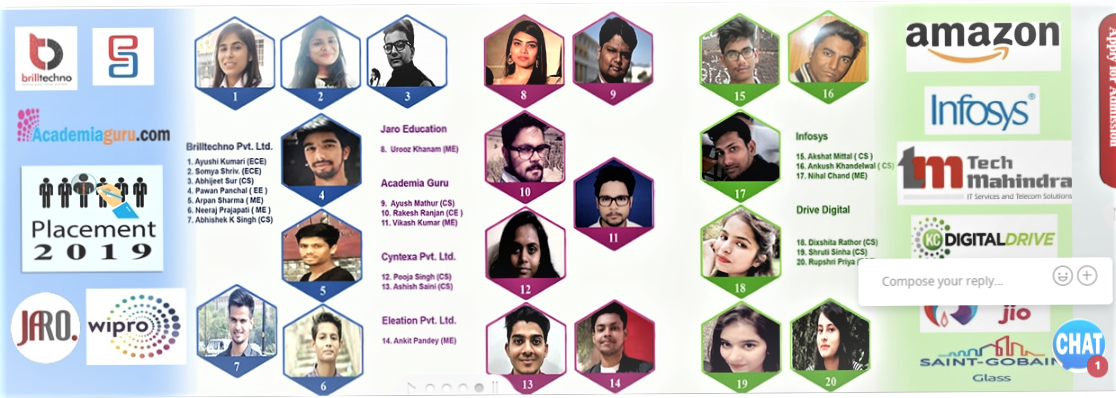 brilltechno
Academiaguru.com
Placement
2019
JARO.
wipro
1
2
3
4
5
6
7
Brilltechno Pvt. Ltd.
1. Ayushi Kumari (ECE)
2. Somya Shriv. (ECE)
3. Abhijeet Sur (CS)
4. Pawan Panchal ( EE )
5. Arpan Sharma ( ME)
6. Neeraj Prajapati ( ME )
7. Abhishek K Singh (CS)
Jaro Education
8. Urooz Khanam (ME)
Academia Guru
9. Ayush Mathur (CS)
10. Rakesh Ranjan (CE )
11. Vikash Kumar (ME)
Cyntexa Pvt. Ltd.
12. Pooja Singh (CS)
13. Ashish Saini (CS)
Eleation Pvt. Ltd.
14. Ankit Pandey (ME)
8
9
10
11
12
13
14
15
16
17
18
19
20
Infosys
15. Akshat Mittal ( CS )
16. Ankush Khandelwal ( CS )
17. Nihal Chand (ME)
Drive Digital
18. Dixshita Rathor (CS)
19. Shruti Sinha (CS)
20. Rupshri Priya
amazon
Infosys®
tm Tech
Mahindra
IT Services and Telecom Solutions
KC DIGITALDRIVE
Compose your reply...
jio
SAINT-GOBAIN
Glass
Apply for Admission
CHAT
1